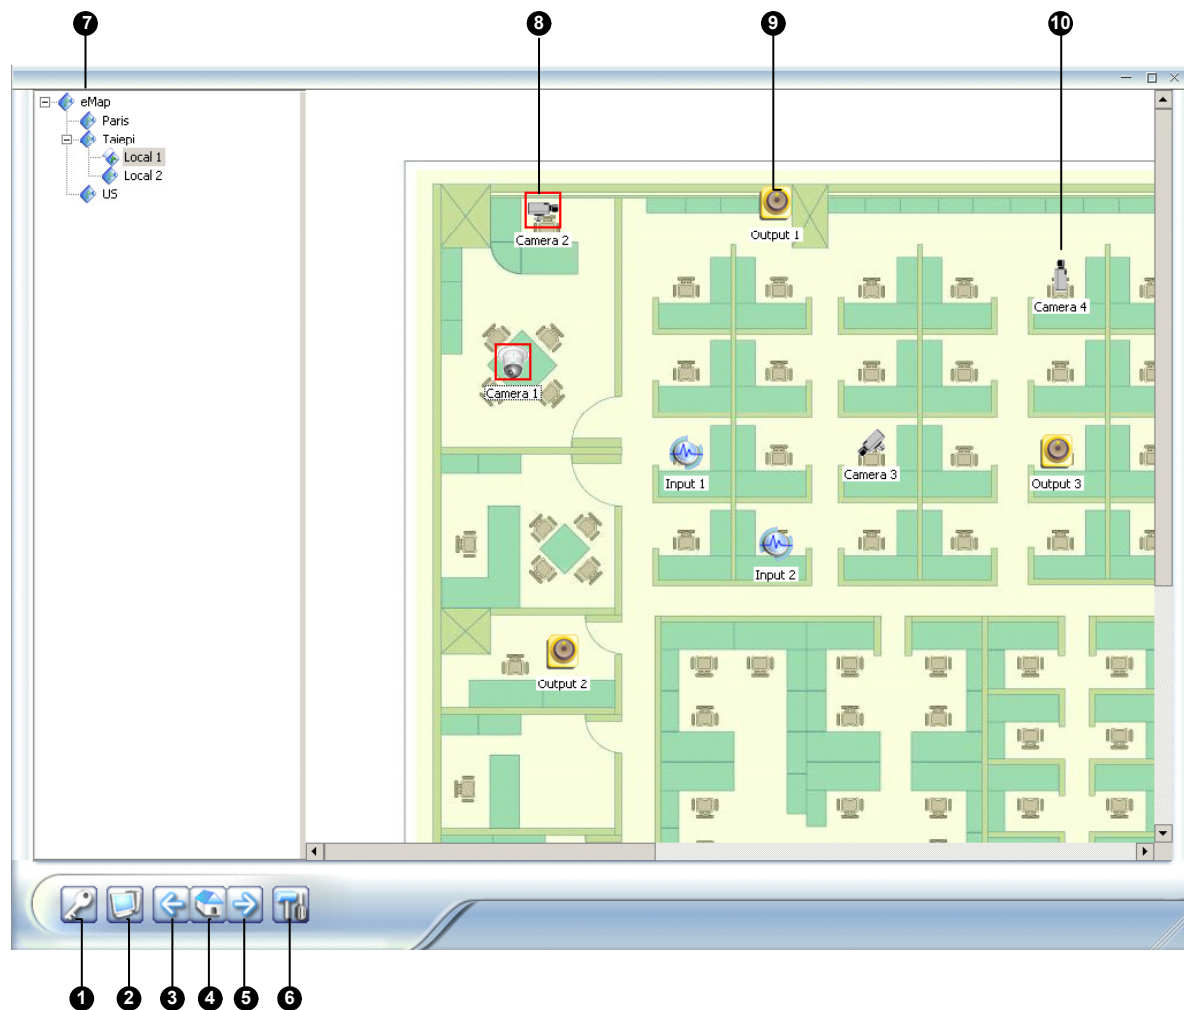 7
8
9
10
eMap
Paris
Taiepi
Local 1
Local 2
US
Camera 2
Output 1
Camera 4
Camera 1
Input 1
Camera 3
Output 3
Input 2
Output 2
1
2
3
4
5
6